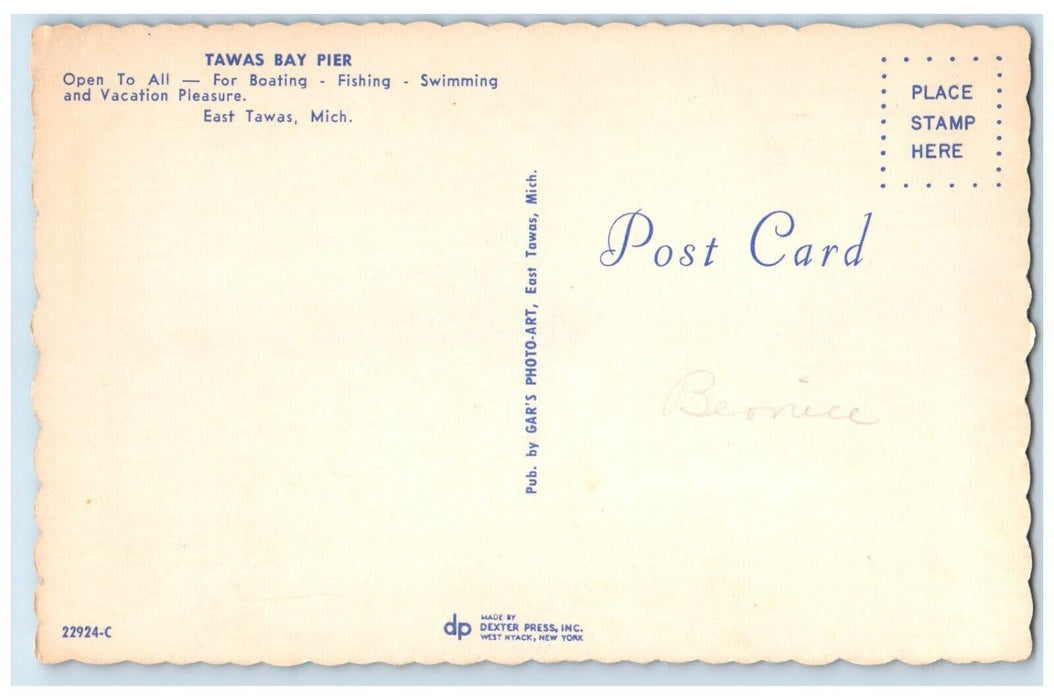 TAWAS BAY PIER
Open To All — For Boating - Fishing - Swimming
and Vacation Pleasure.
East Tawas, Mich.
PLACE
STAMP
HERE
Post Card
Pub. by GAR'S PHOTO-ART, East Tawas, Mich.
Bernice
22924-C
dp
MADE BY
DEXTER PRESS, INC.
WEST NYACK, NEW YORK